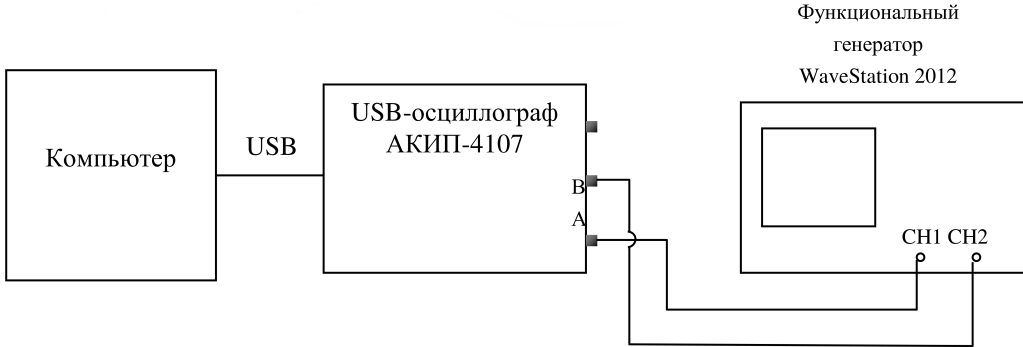 Функциональный
генератор
WaveStation 2012
USB-осциллограф
АКИП-4107
Компьютер
USB
B
A
CH1 CH2